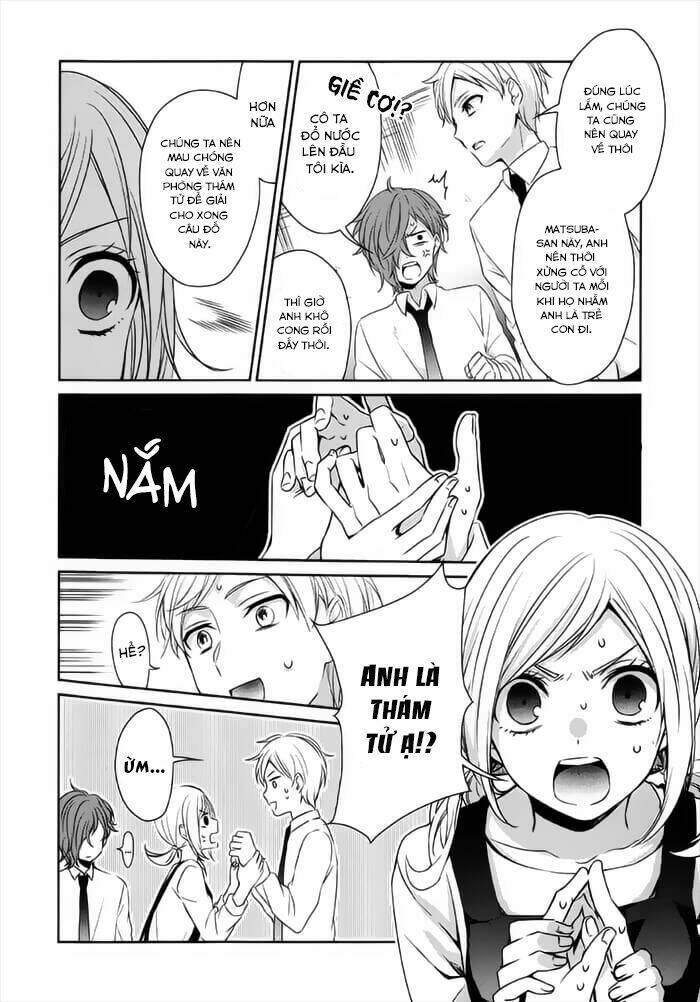 ĐÚNG LÚC
LẮM, CHÚNG
TA CŨNG
NÊN QUAY
VỀ THÔI
MATSUBA-
SAN NÀY, ANH
NÊN THÔI
XỪNG CỒ VỚI
NGƯỜI TA MỖI
KHI HỌ NHẦM
ANH LÀ TRẺ
CON ĐI.
GIỀ CƠ!?
CÔ TA
ĐỔ NƯỚC
LÊN ĐẦU
TÔI KÌA.
THÌ GIỜ
ANH KHÔ
CONG RỒI
ĐẤY THÔI.
HƠN
NỮA
CHÚNG TA NÊN
MAU CHÓNG
QUAY VỀ VĂN
PHÒNG THÁM
TỬ ĐỂ GIẢI
CHO XONG
CÂU ĐỐ
NÀY.
NẮM
HỂ?
ANH LÀ
THÁM
TỬ Ạ!?
ỪM...
...